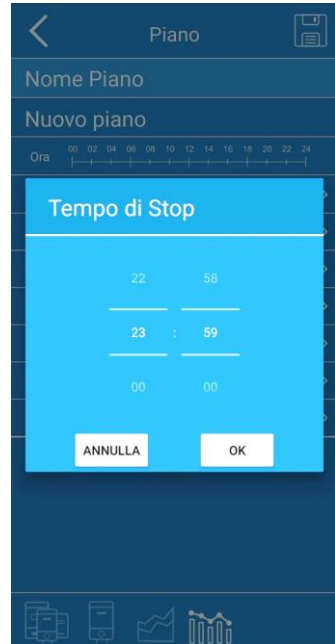 Piano
Nome Piano
Nuovo piano
Ora 00 02 04 06 08 10 12 14 16 18 20 22 24
Tempo di Stop
22 58
23 : 59
00 00
ANNULLA OK